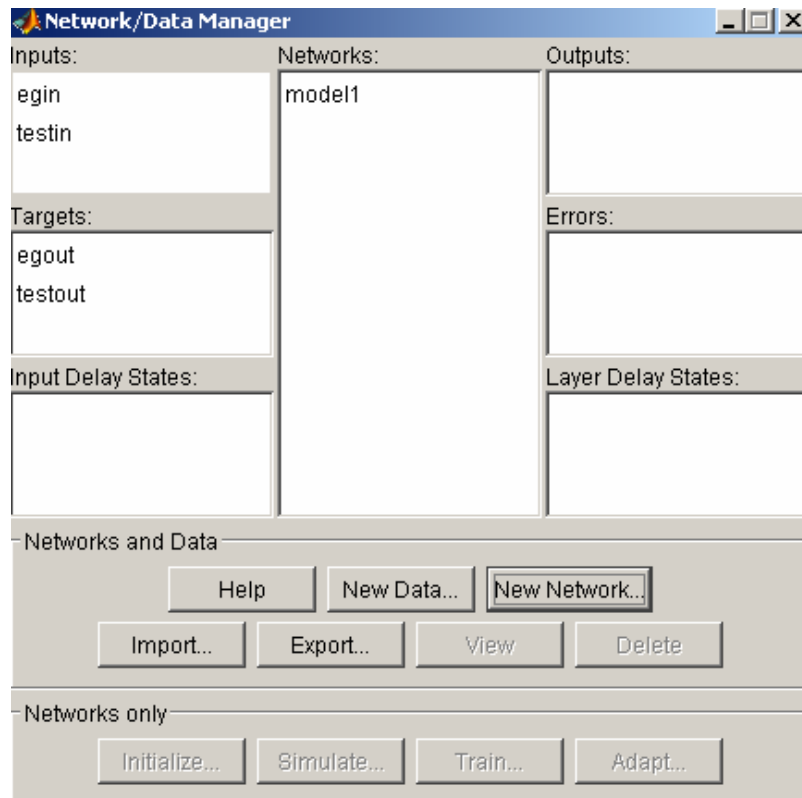 Network/Data Manager
Inputs: Networks: Outputs:
egin
testin
model1
Targets:
egout
testout
Errors:
Input Delay States:
Layer Delay States:
Networks and Data
Help New Data... New Network...
Import... Export... View Delete
Networks only
Initialize... Simulate... Train... Adapt...